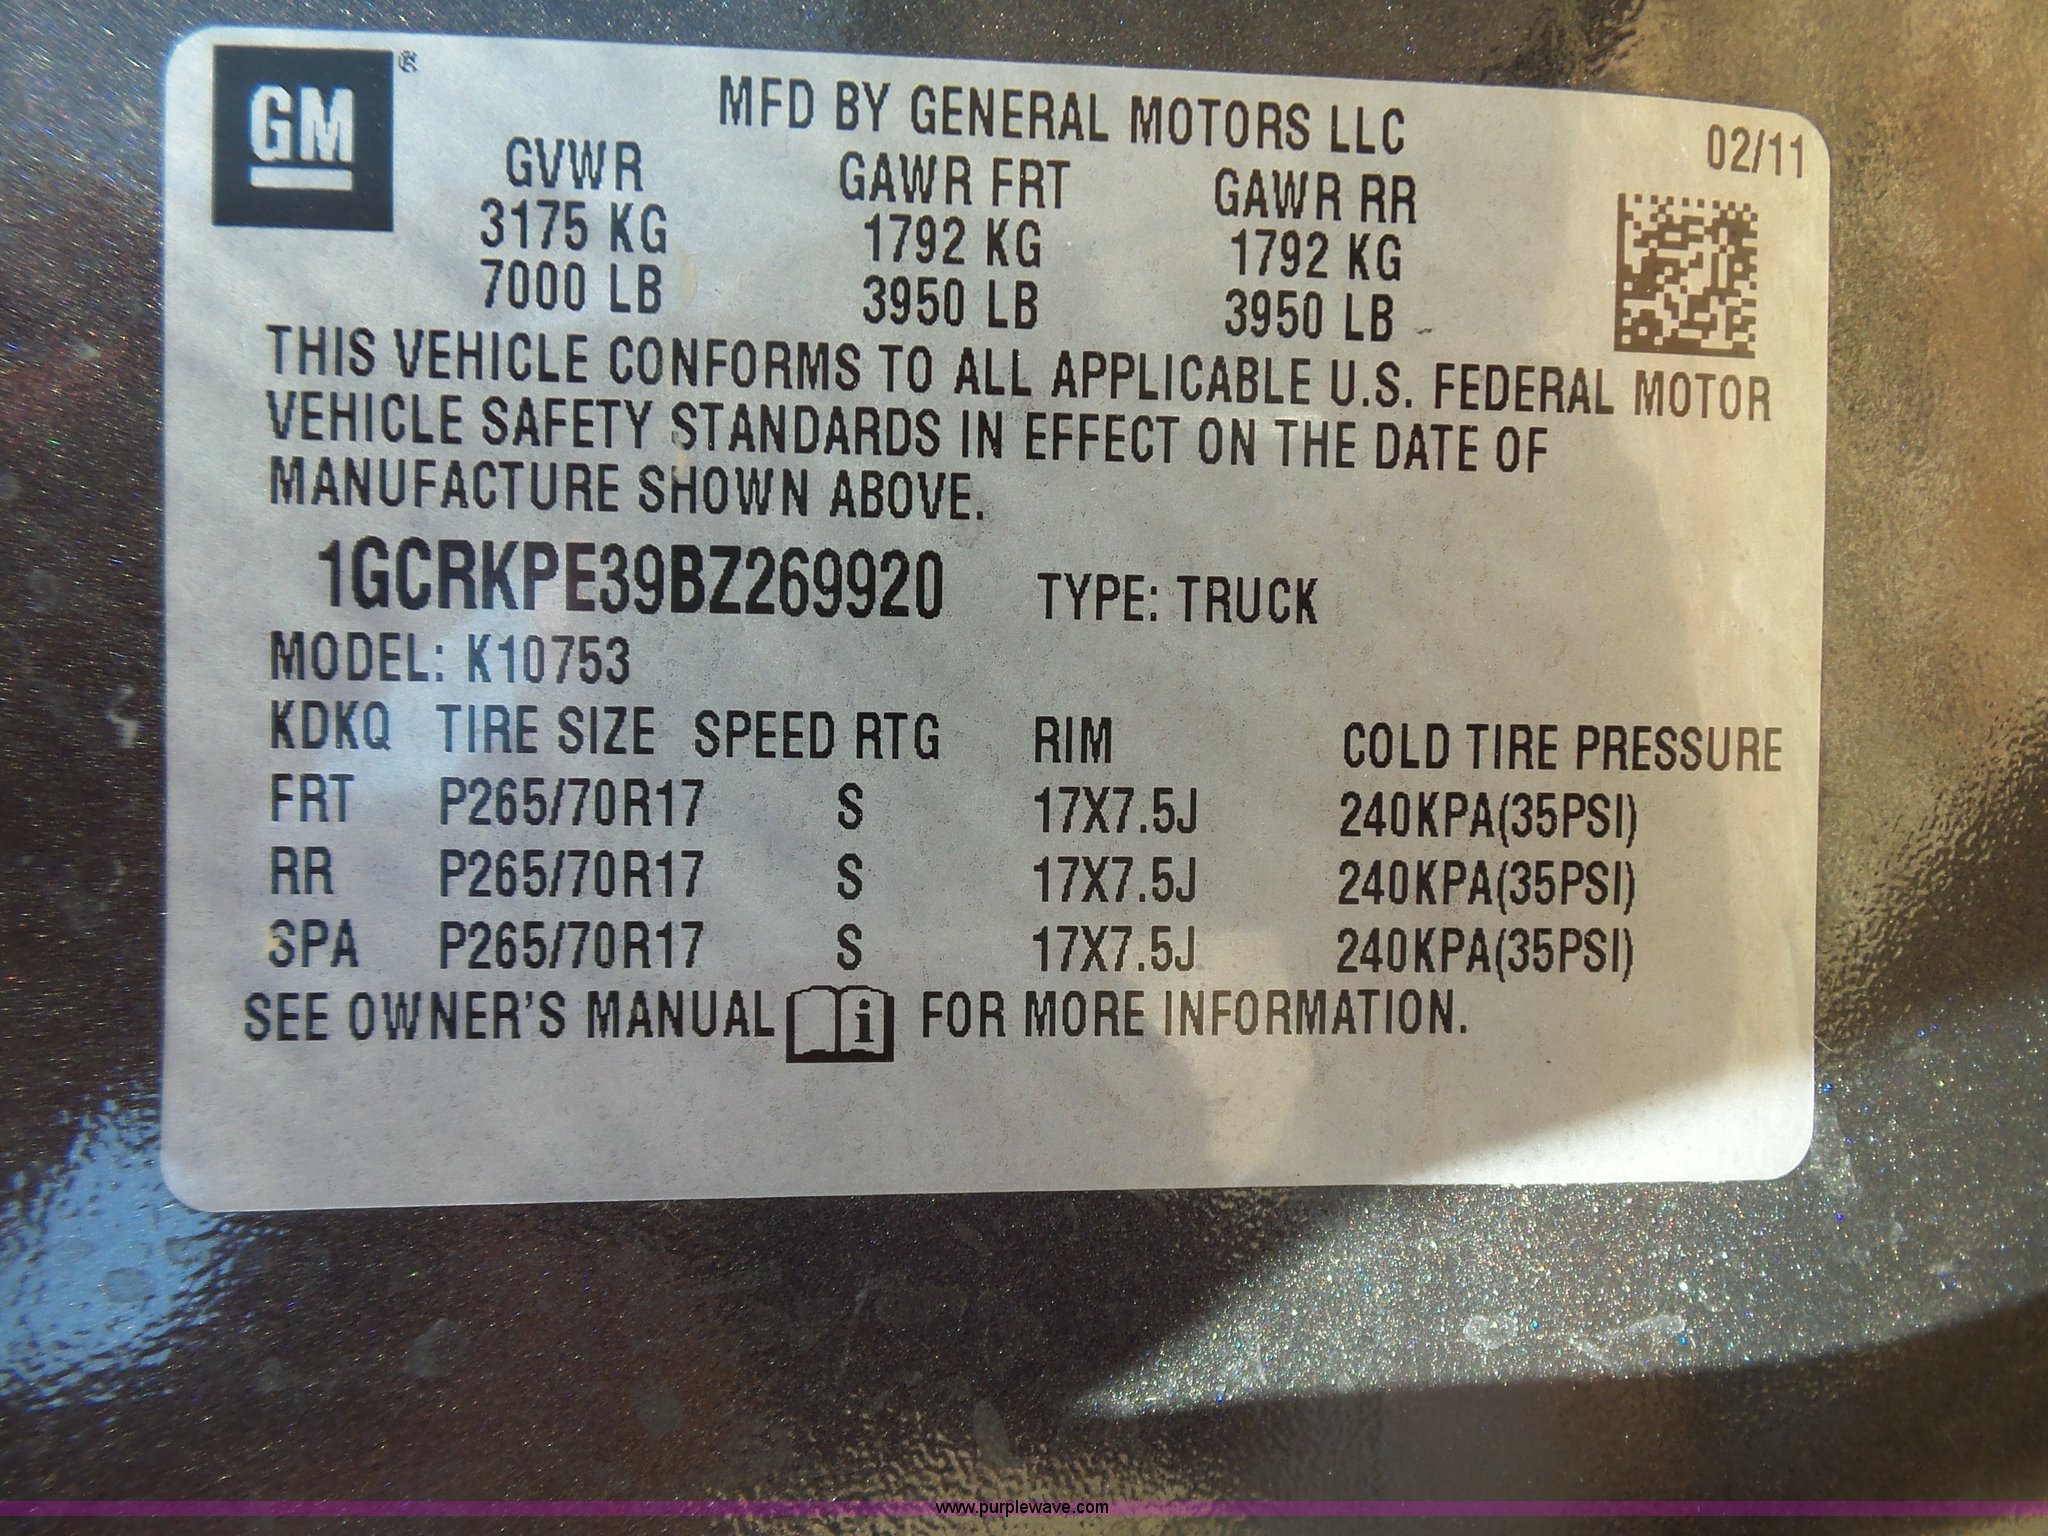 GM ®
MFD BY GENERAL MOTORS LLC
02/11
GVWR GAWR FRT GAWR RR
3175 KG 1792 KG 1792 KG
7000 LB 3950 LB 3950 LB
THIS VEHICLE CONFORMS TO ALL APPLICABLE U.S. FEDERAL MOTOR
VEHICLE SAFETY STANDARDS IN EFFECT ON THE DATE OF
MANUFACTURE SHOWN ABOVE.
1GCRKPE39BZ269920 TYPE: TRUCK
MODEL: K10753
KDKQ TIRE SIZE SPEED RTG RIM COLD TIRE PRESSURE
FRT P265/70R17 S 17X7.5J 240KPA(35PSI)
RR P265/70R17 S 17X7.5J 240KPA(35PSI)
SPA P265/70R17 S 17X7.5J 240KPA(35PSI)
SEE OWNER'S MANUAL i FOR MORE INFORMATION.
www.purplewave.com